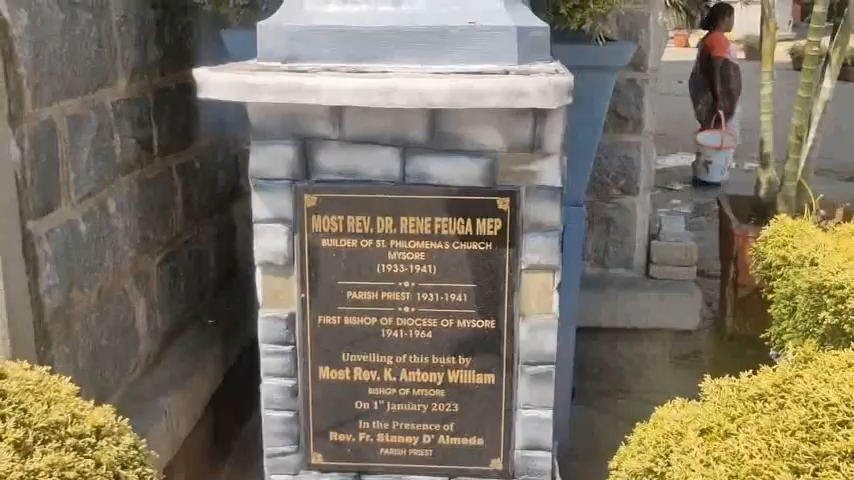 MOST REV. DR. RENE FEUGA MEP
BUILDER OF ST. PHILOMENA'S CHURCH
MYSORE
(1933-1941)
PARISH PRIEST 1931-1941
FIRST BISHOP OF DIOCESE OF MYSORE
1941-1964
Unveiling of this bust by
Most Rev. K. Antony William
BISHOP OF MYSORE
On 1st January 2023
In the Presence of
Rev. Fr. Staney D'Almeda
PARISH PRIEST